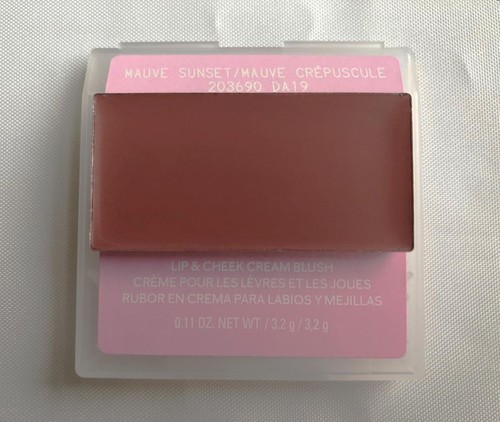 MAUVE SUNSET/MAUVE CRÉPUSCULE
203690 DA19
LIP & CHEEK CREAM BLUSH
CRÈME POUR LES LÈVRES ET LES JOUES
RUBOR EN CREMA PARA LABIOS Y MEJILLAS
0.11 OZ. NET WT / 3.2 g / 3,2 g